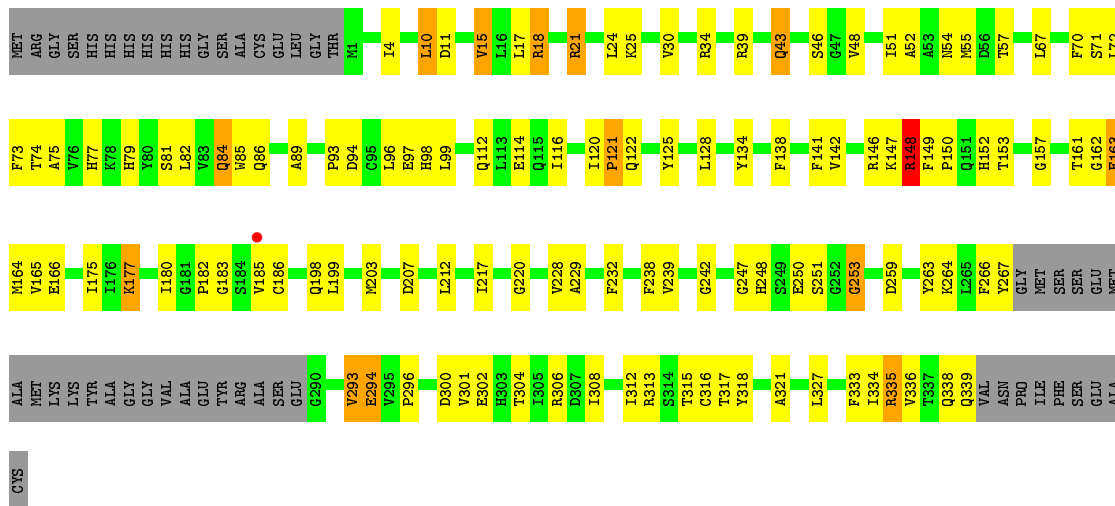 MET ARG GLY SER HIS HIS HIS HIS HIS HIS GLY SER ALA CYS GLU LEU GLY THR M1 I4 L10 D11 V15 L16 L17 R18 R21 L24 K25 V30 R34 R39 Q43 S46 G47 V48 I51 A52 A53 N54 M55 D56 T57 L67 F70 S71
F73 T74 A75 V76 H77 K78 H79 Y80 S81 L82 V83 Q84 W85 Q86 A89 P93 D94 C95 L96 E97 H98 L99 Q112 L113 E114 Q115 I116 I120 P121 Q122 Y125 L128 Y134 F138 F141 V142 R146 K147 R148 F149 P150 Q151 H152 T153 G157 T161 G162 E163
M164 V165 E166 I175 I176 K177 I180 G181 P182 G183 S184 V185 C186 Q198 L199 M203 D207 L212 I217 G220 V228 A229 F232 F238 V239 G242 G247 H248 S249 E250 S251 G252 G253 D259 Y263 K264 L265 F266 Y267 GLY MET SER SER GLU MET
ALA MET LYS LYS TYR ALA GLY GLY VAL ALA GLU TYR ARG ALA SER GLU G290 V293 E294 V295 P296 D300 V301 E302 H303 T304 I305 R306 D307 I308 I312 R313 S314 T315 C316 T317 Y318 A321 L327 F333 I334 R335 V336 T337 Q338 Q339 VAL ASN PRO ILE PHE SER GLU ALA
CYS